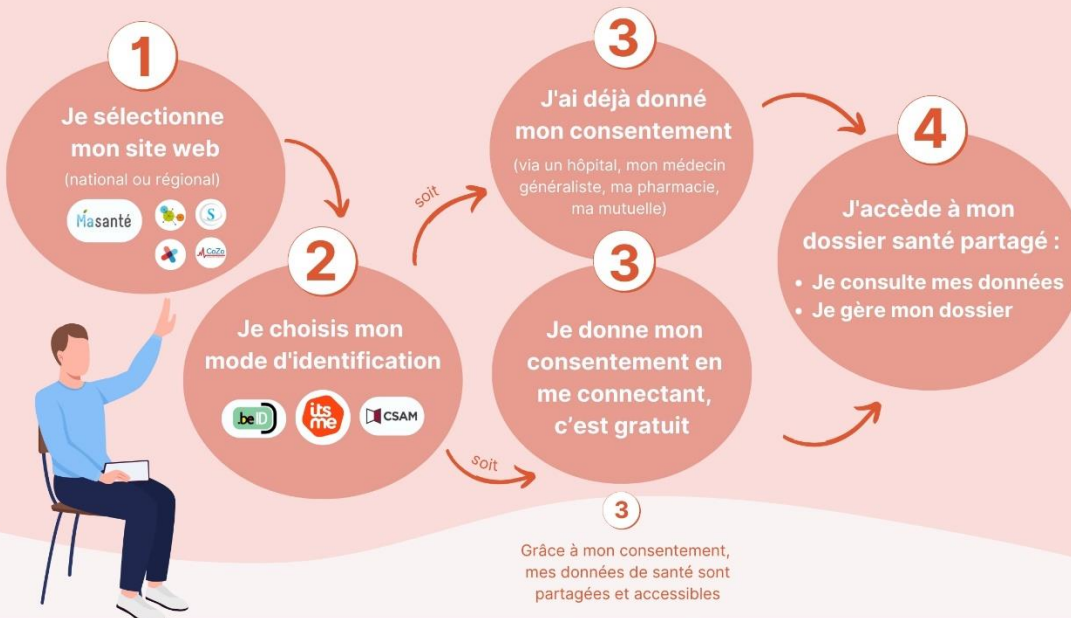 1
Je sélectionne
mon site web
(national ou régional)
Masanté
S
CoZo
2
Je choisis mon
mode d'identification
.beID
its
me
CSAM
soit
3
J'ai déjà donné
mon consentement
(via un hôpital, mon médecin
généraliste, ma pharmacie,
ma mutuelle)
soit
3
Je donne mon
consentement en
me connectant,
c’est gratuit
3
Grâce à mon consentement,
mes données de santé sont
partagées et accessibles
4
J'accède à mon
dossier santé partagé :
• Je consulte mes données
• Je gère mon dossier